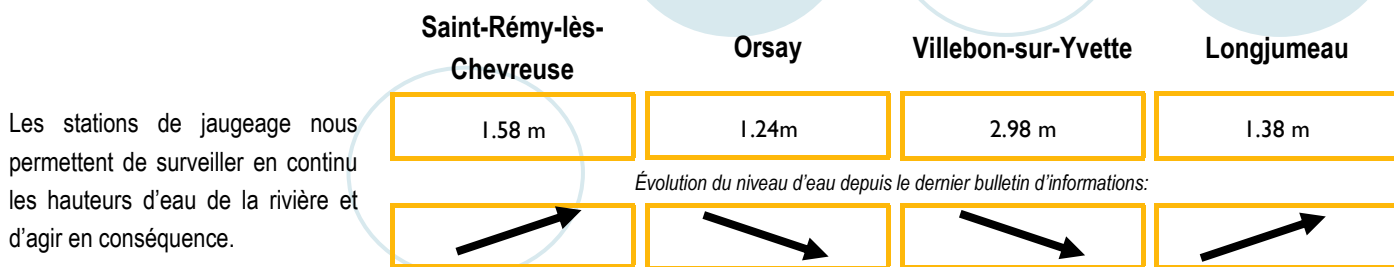 Saint-Rémy-lès-
Chevreuse
Orsay
Villebon-sur-Yvette
Longjumeau
Les stations de jaugeage nous
permettent de surveiller en continu
les hauteurs d'eau de la rivière et
d'agir en conséquence.
1.58 m
1.24m
2.98 m
1.38 m
Évolution du niveau d'eau depuis le dernier bulletin d'informations: